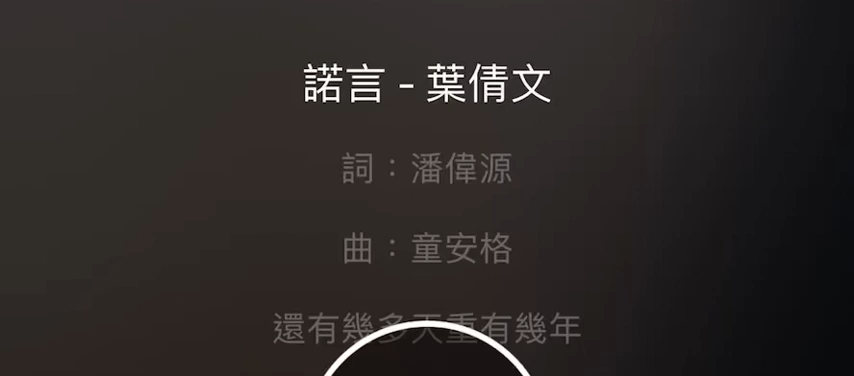 諾言 - 葉倩文
詞：潘偉源
曲：童安格
還有幾多天重有幾年